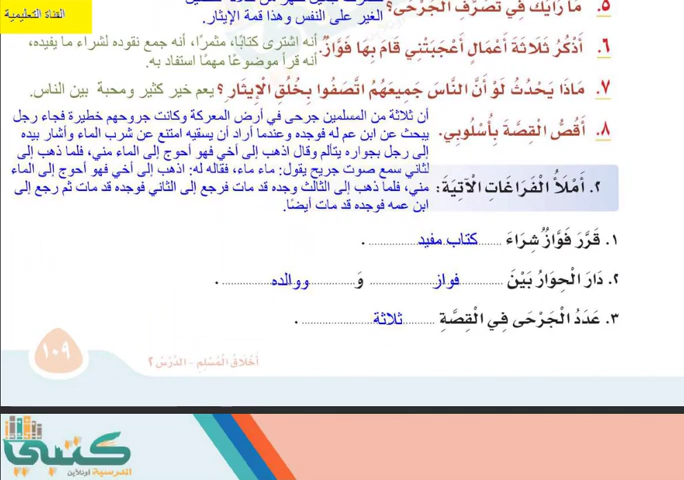 القناة التعليمية
٥. مَا رَأْيُكَ فِي تَصَرُّفِ الْجَرْحَى؟
الغير على النفس وهذا قمة الإيثار.
٦. أَذْكُرُ ثَلَاثَةَ أَعْمَالٍ أَعْجَبَتْنِي قَامَ بِهَا فَوَّازٌ. أنه اشترى كتابًا، مثمرًا، أنه جمع نقوده لشراء ما يفيده،
أنه قرأ موضوعًا مهمًا استفاد به.
٧. مَاذَا يَحْدُثُ لَوْ أَنَّ النَّاسَ جَمِيعَهُمْ اتَّصَفُوا بِخُلُقِ الْإِيثَارِ؟ يعم خير كثير ومحبة بين الناس.
٨. أَقُصُّ الْقِصَّةَ بِأُسْلُوبِي. أن ثلاثة من المسلمين جرحى في أرض المعركة وكانت جروحهم خطيرة فجاء رجل
يبحث عن ابن عم له فوجده وعندما أراد أن يسقيه امتنع عن شرب الماء وأشار بيده
إلى رجل بجواره يتألم وقال اذهب إلى أخي فهو أحوج إلى الماء مني، فلما ذهب إلى
لثاني سمع صوت جريح يقول: ماء ماء، فقاله له: اذهب إلى أخي فهو أحوج إلى الماء
مني، فلما ذهب إلى الثالث وجده قد مات فرجع إلى الثاني فوجده قد مات ثم رجع إلى
ابن عمه فوجده قد مات أيضًا.
٢. أَمْلَأُ الْفَرَاغَاتِ الْآتِيَةَ:
١. قَرَّرَ فَوَّازٌ شِرَاءَ كتاب مفيد .
٢. دَارَ الْحِوَارُ بَيْنَ فواز وَ ووالده .
٣. عَدَدُ الْجَرْحَى فِي الْقِصَّةِ ثلاثة .
أَخْلَاقُ الْمُسْلِمِ - الدَّرْسُ ٢
١٠٩
كتبي
المدرسية أونلاين